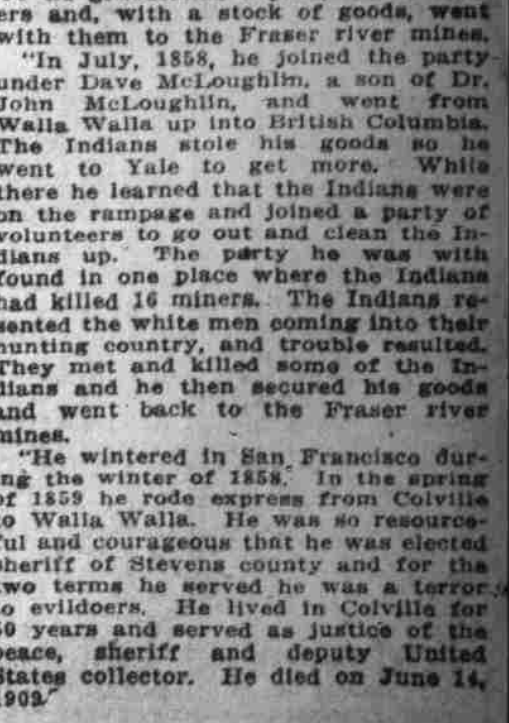 ers and, with a stock of goods, went
with them to the Fraser river mines.
"In July, 1858, he joined the party
under Dave McLoughlin, a son of Dr.
John McLoughlin, and went from
Walla Walla up into British Columbia.
The Indians stole his goods so he
went to Yale to get more. While
there he learned that the Indians were
on the rampage and joined a party of
volunteers to go out and clean the In-
dians up. The party he was with
found in one place where the Indians
had killed 16 miners. The Indians re-
sented the white men coming into their
hunting country, and trouble resulted.
They met and killed some of the In-
dians and he then secured his goods
and went back to the Fraser river
mines.
"He wintered in San Francisco dur-
ing the winter of 1858. In the spring
of 1859 he rode express from Colville
to Walla Walla. He was so resource-
ful and courageous that he was elected
sheriff of Stevens county and for the
two terms he served he was a terror
to evildoers. He lived in Colville for
50 years and served as justice of the
peace, sheriff and deputy United
States collector. He died on June 14,